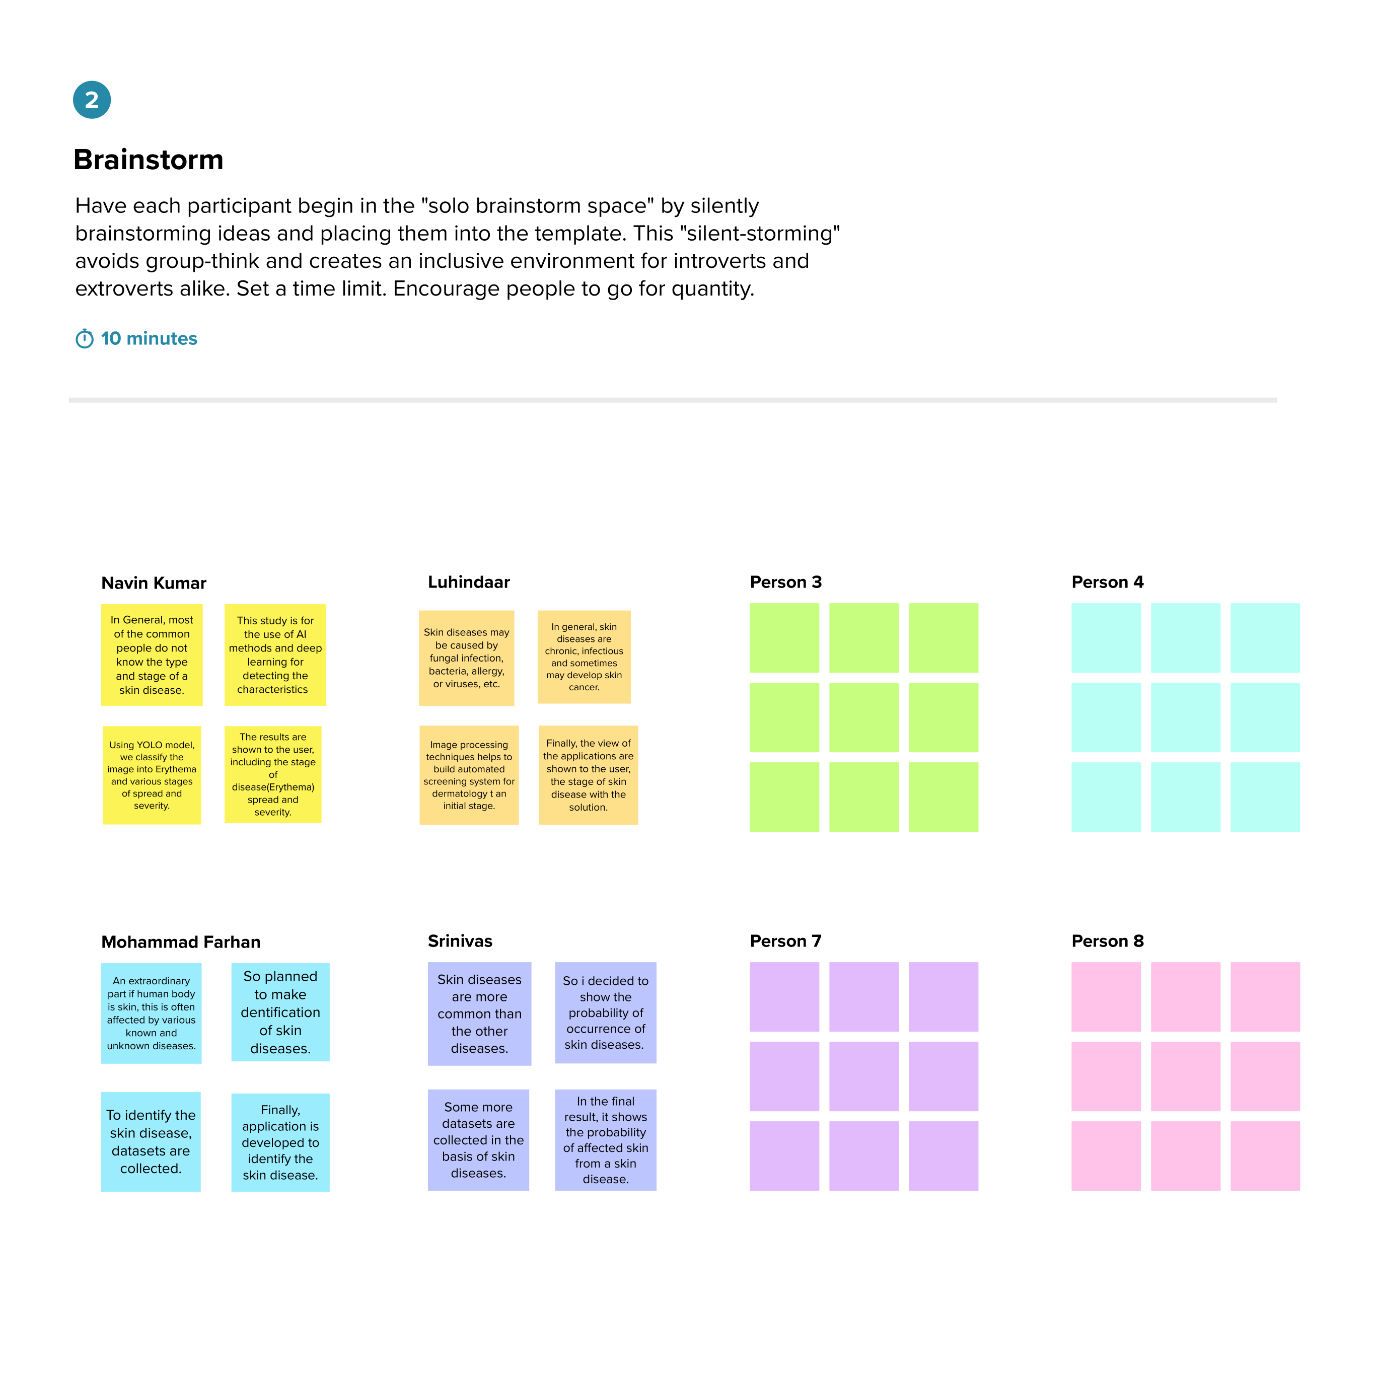 2
Brainstorm
Have each participant begin in the "solo brainstorm space" by silently
brainstorming ideas and placing them into the template. This "silent-storming"
avoids group-think and creates an inclusive environment for introverts and
extroverts alike. Set a time limit. Encourage people to go for quantity.
10 minutes
Navin Kumar
In General, most
of the common
people do not
know the type
and stage of a
skin disease.
This study is for
the use of AI
methods and deep
learning for
detecting the
characteristics
Using YOLO model,
we classify the
image into Erythema
and various stages
of spread and
severity.
The results are
shown to the user,
including the stage
of
disease(Erythema)
spread and
severity.
Luhindaar
Skin diseases may
be caused by
fungal infection,
bacteria, allergy,
or viruses, etc.
In general, skin
diseases are
chronic, infectious
and sometimes
may develop skin
cancer.
Image processing
techniques helps to
build automated
screening system for
dermatology t an
initial stage.
Finally, the view of
the applications are
shown to the user,
the stage of skin
disease with the
solution.
Person 3
Person 4
Mohammad Farhan
An extraordinary
part if human body
is skin, this is often
affected by various
known and
unknown diseases.
So planned
to make
dentification
of skin
diseases.
To identify the
skin disease,
datasets are
collected.
Finally,
application is
developed to
identify the
skin disease.
Srinivas
Skin diseases
are more
common than
the other
diseases.
So i decided to
show the
probability of
occurrence of
skin diseases.
Some more
datasets are
collected in the
basis of skin
diseases.
In the final
result, it shows
the probability
of affected skin
from a skin
disease.
Person 7
Person 8